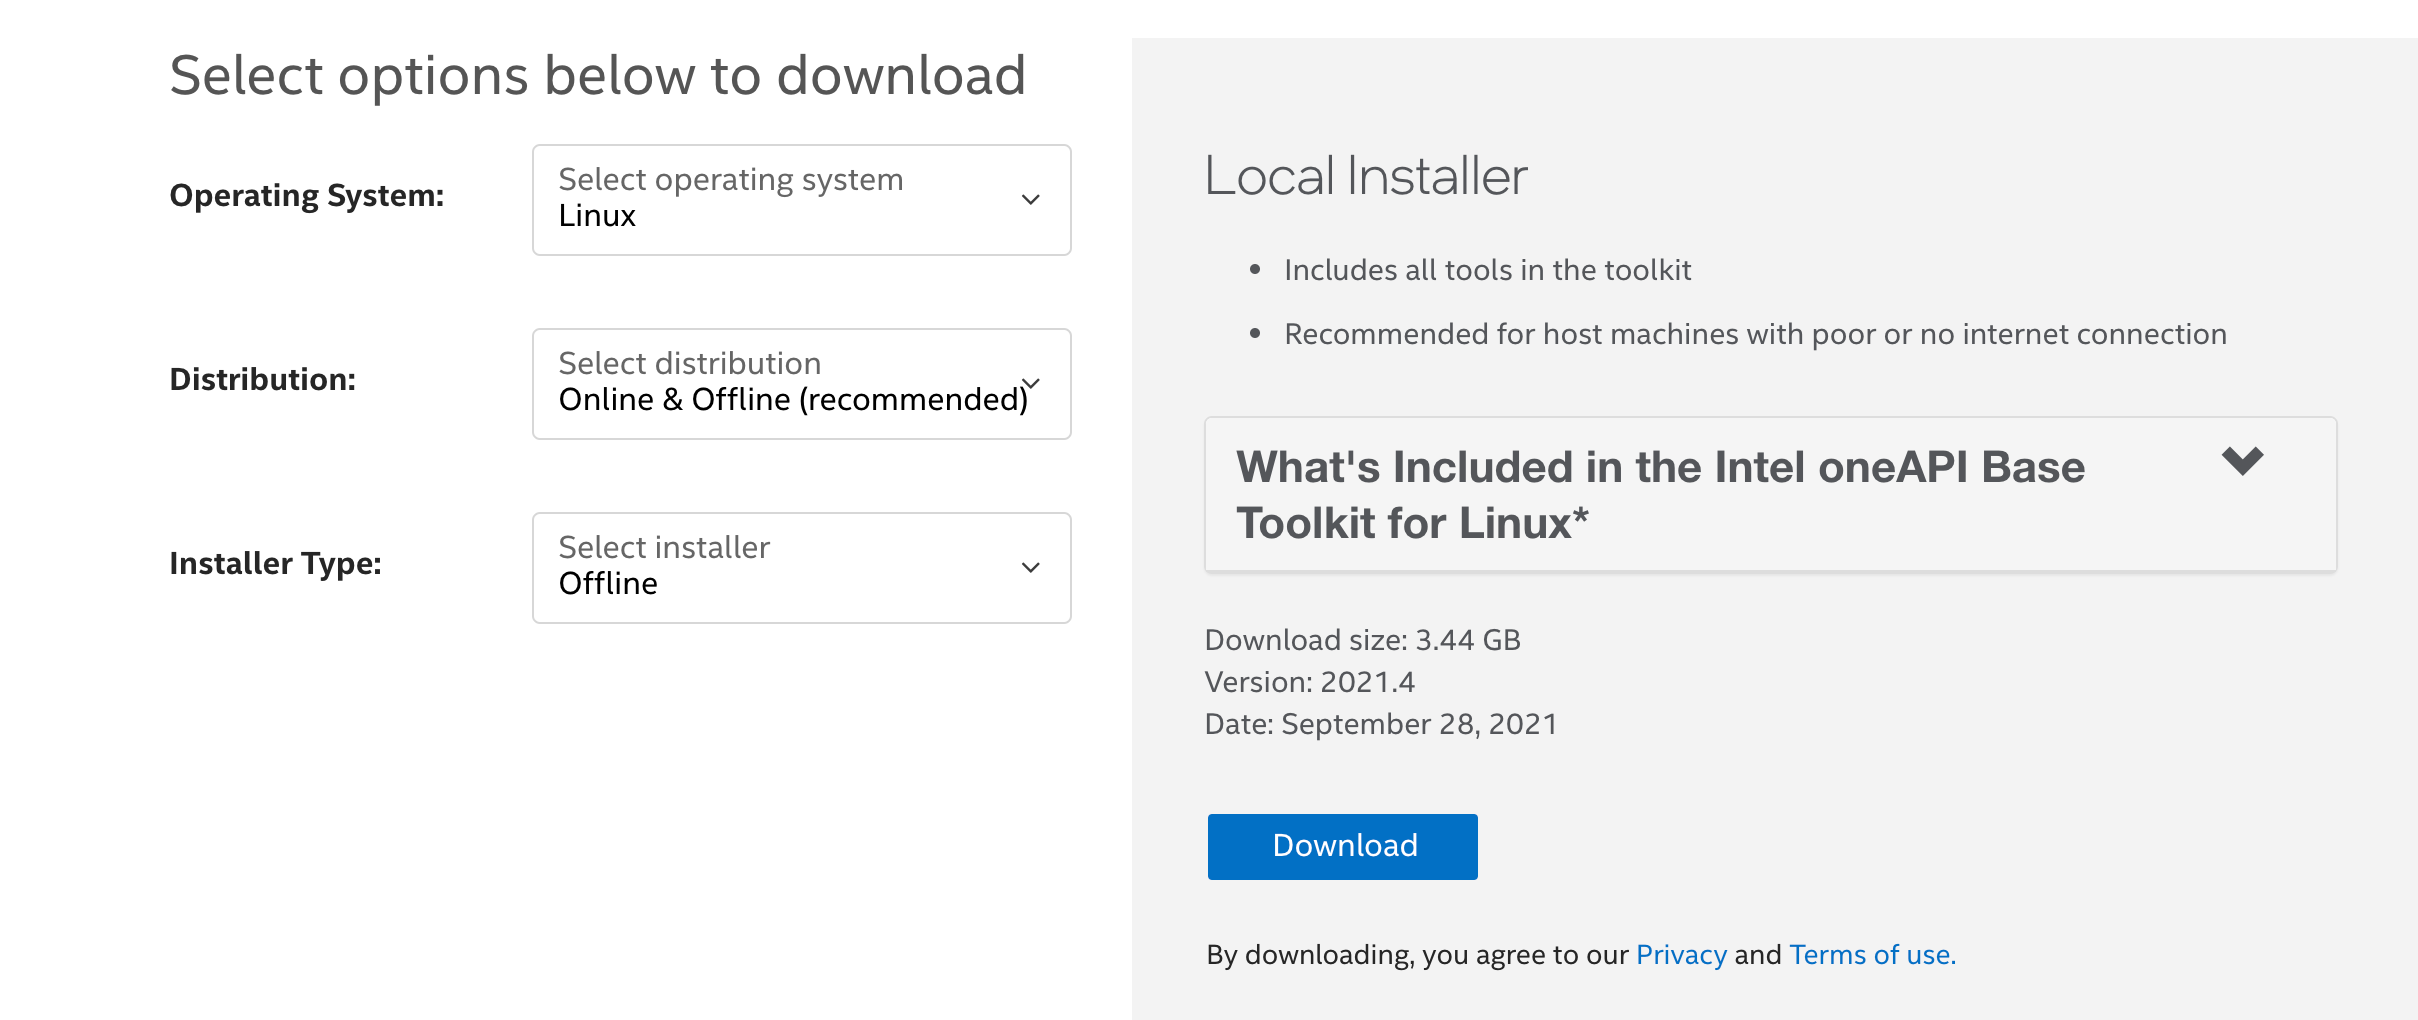 Select options below to download
Operating System:
Select operating system
Linux
Distribution:
Select distribution
Online & Offline (recommended)
Installer Type:
Select installer
Offline
Local Installer
Includes all tools in the toolkit
Recommended for host machines with poor or no internet connection
What's Included in the Intel oneAPI Base
Toolkit for Linux*
Download size: 3.44 GB
Version: 2021.4
Date: September 28, 2021
Download
By downloading, you agree to our Privacy and Terms of use.